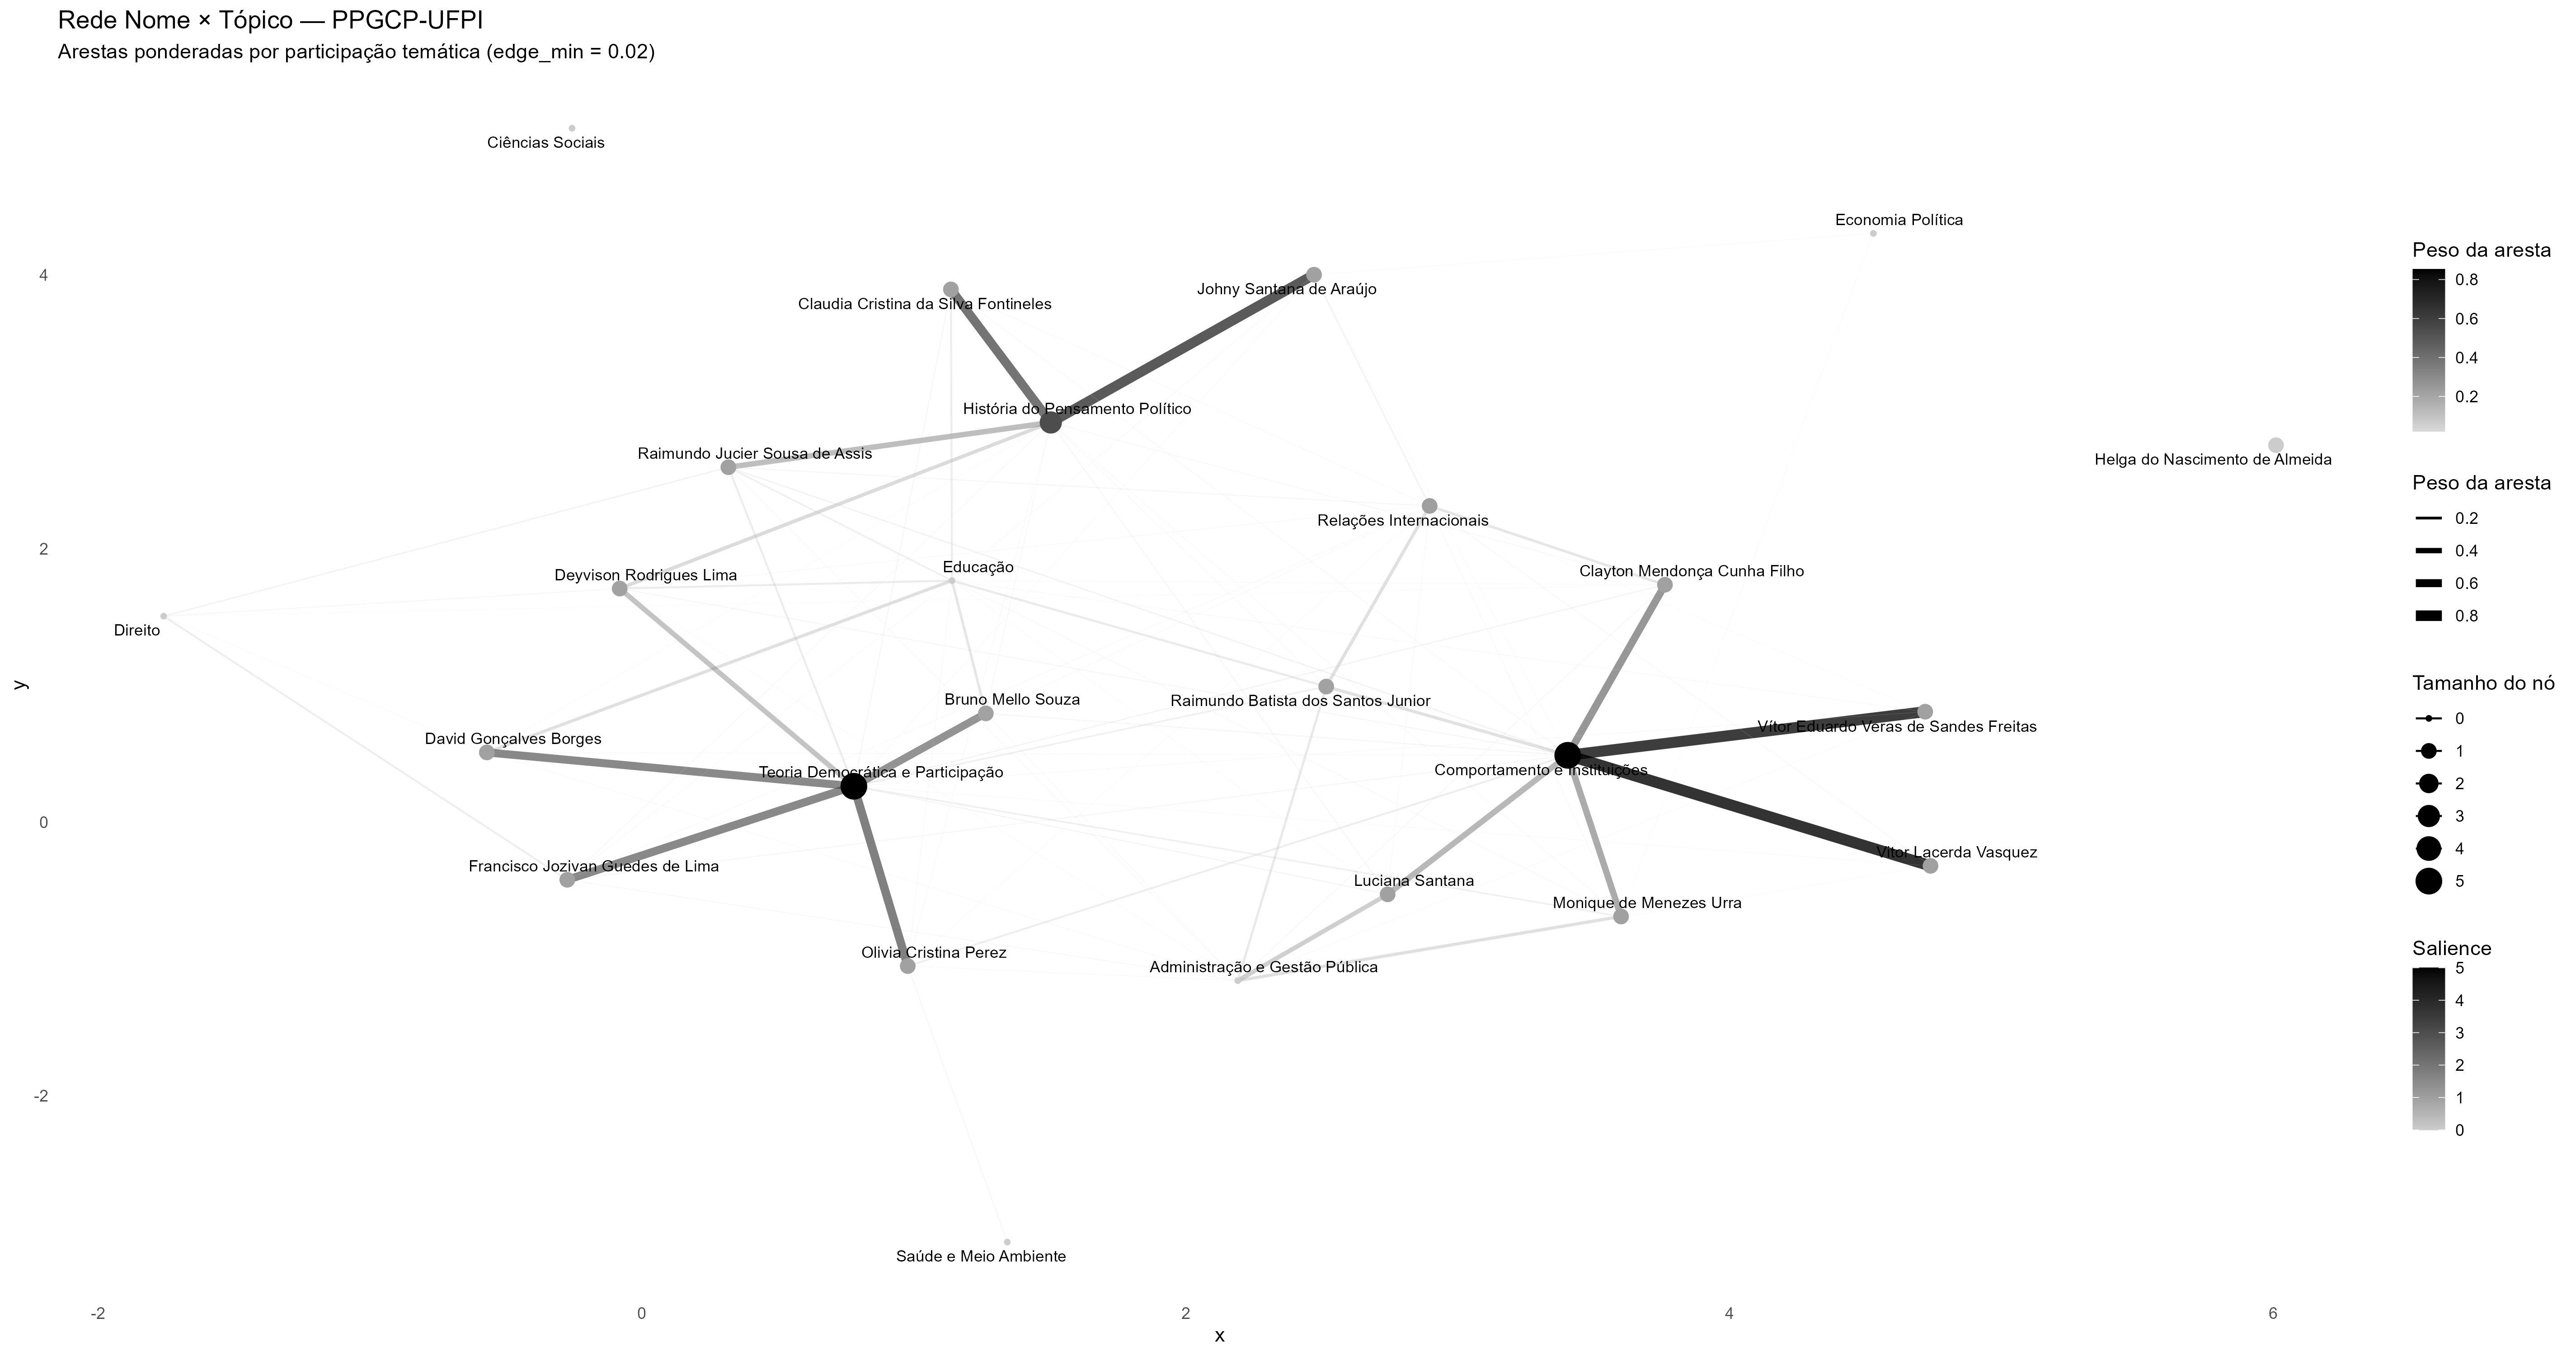 Rede Nome × Tópico — PPGCP-UFPI
Arestas ponderadas por participação temática (edge_min = 0.02)
Ciências Sociais
Economia Política
Johny Santana de Araújo
Claudia Cristina da Silva Fontineles
História do Pensamento Político
Raimundo Jucier Sousa de Assis
Helga do Nascimento de Almeida
Relações Internacionais
Educação
Clayton Mendonça Cunha Filho
Deyvison Rodrigues Lima
Direito
Bruno Mello Souza
Raimundo Batista dos Santos Junior
Vítor Eduardo Veras de Sandes Freitas
David Gonçalves Borges
Teoria Democrática e Participação
Comportamento e Instituições
Vitor Lacerda Vasquez
Francisco Jozivan Guedes de Lima
Luciana Santana
Monique de Menezes Urra
Olivia Cristina Perez
Administração e Gestão Pública
Saúde e Meio Ambiente
4
2
0
-2
y
-2
0
2
4
6
x
Peso da aresta
0.8
0.6
0.4
0.2
Peso da aresta
0.2
0.4
0.6
0.8
Tamanho do nó
0
1
2
3
4
5
Salience
5
4
3
2
1
0